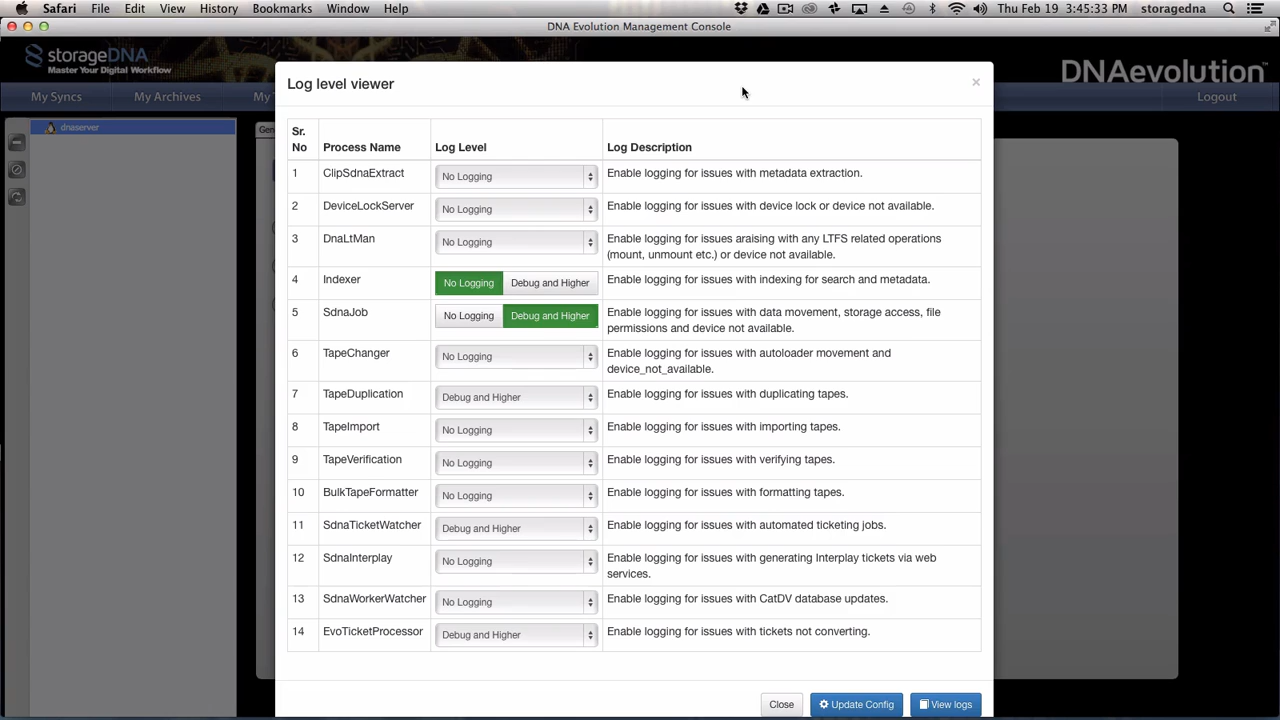 Safari File Edit View History Bookmarks Window Help Thu Feb 19 3:45:33 PM storagedna
DNA Evolution Management Console
storageDNA
Master Your Digital Workflow
DNAevolution™
My Syncs My Archives My T Logout
dnaserver
Gen
Log level viewer ×
Sr. No Process Name Log Level Log Description
1 ClipSdnaExtract No Logging Enable logging for issues with metadata extraction.
2 DeviceLockServer No Logging Enable logging for issues with device lock or device not available.
3 DnaLtMan No Logging Enable logging for issues araising with any LTFS related operations
(mount, unmount etc.) or device not available.
4 Indexer No Logging Debug and Higher Enable logging for issues with indexing for search and metadata.
5 SdnaJob No Logging Debug and Higher Enable logging for issues with data movement, storage access, file
permissions and device not available.
6 TapeChanger No Logging Enable logging for issues with autoloader movement and
device_not_available.
7 TapeDuplication Debug and Higher Enable logging for issues with duplicating tapes.
8 TapeImport No Logging Enable logging for issues with importing tapes.
9 TapeVerification No Logging Enable logging for issues with verifying tapes.
10 BulkTapeFormatter No Logging Enable logging for issues with formatting tapes.
11 SdnaTicketWatcher Debug and Higher Enable logging for issues with automated ticketing jobs.
12 SdnaInterplay No Logging Enable logging for issues with generating Interplay tickets via web
services.
13 SdnaWorkerWatcher No Logging Enable logging for issues with CatDV database updates.
14 EvoTicketProcessor Debug and Higher Enable logging for issues with tickets not converting.
Close Update Config View logs